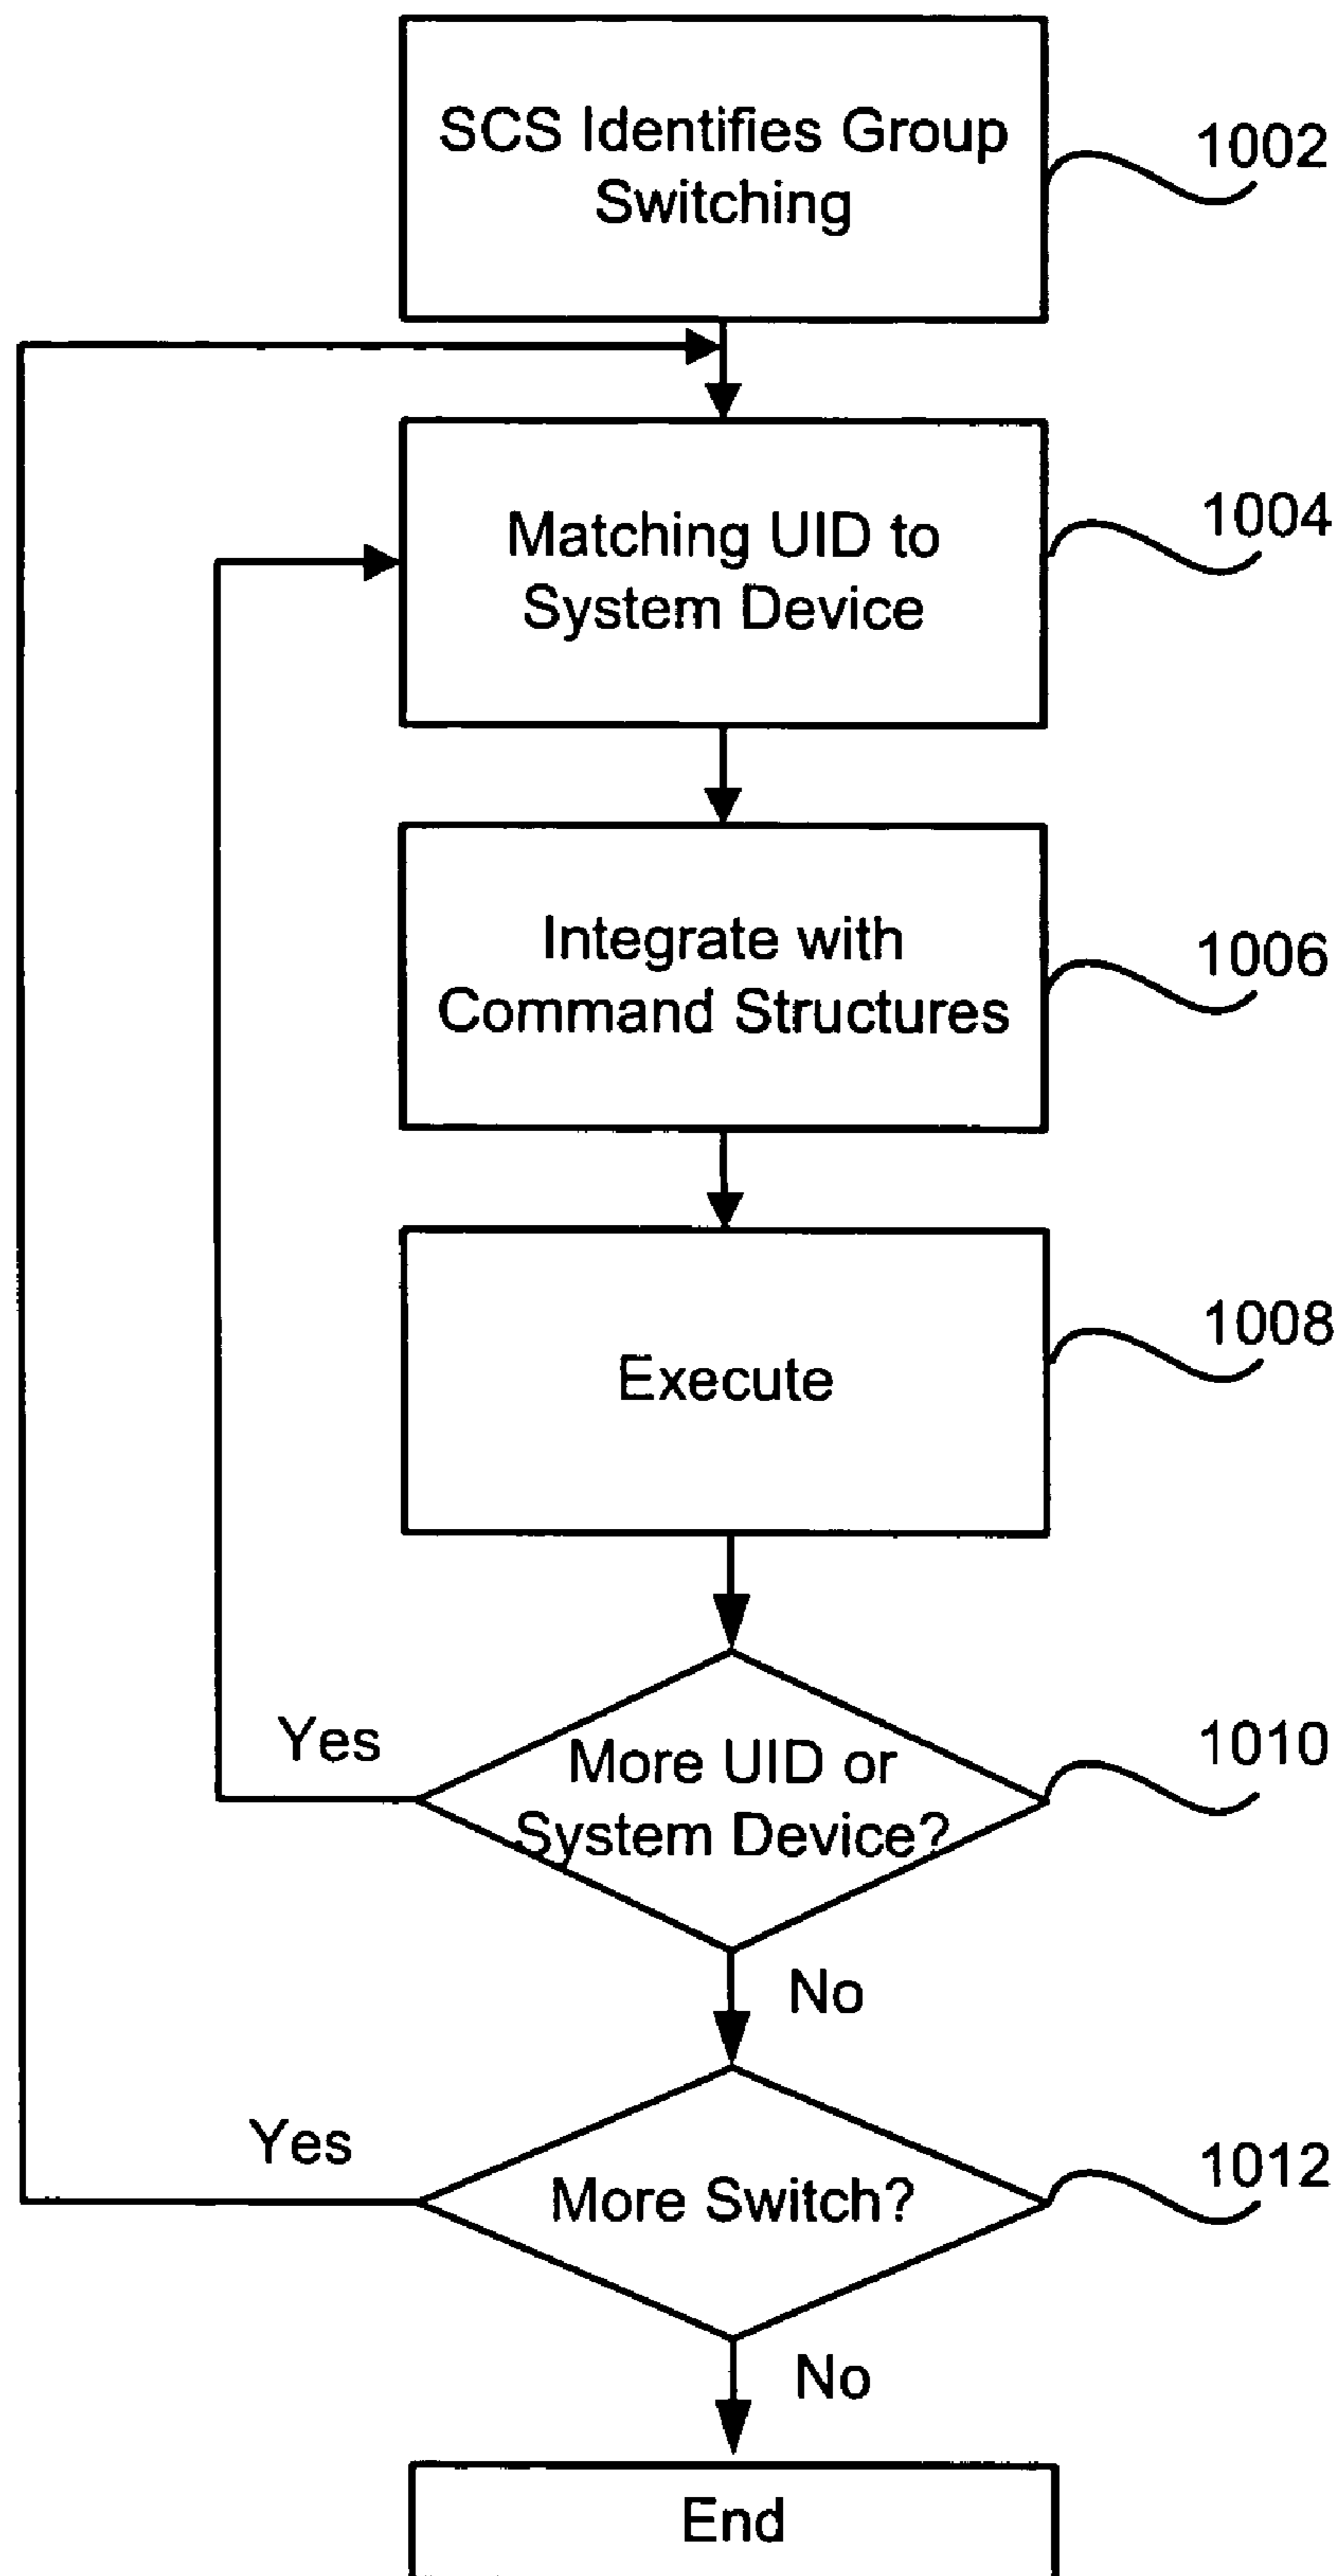 SCS Identifies Group
Switching
1002
Matching UID to
System Device
1004
Integrate with
Command Structures
1006
Execute
1008
Yes
More UID or
System Device?
1010
No
Yes
More Switch?
1012
No
End